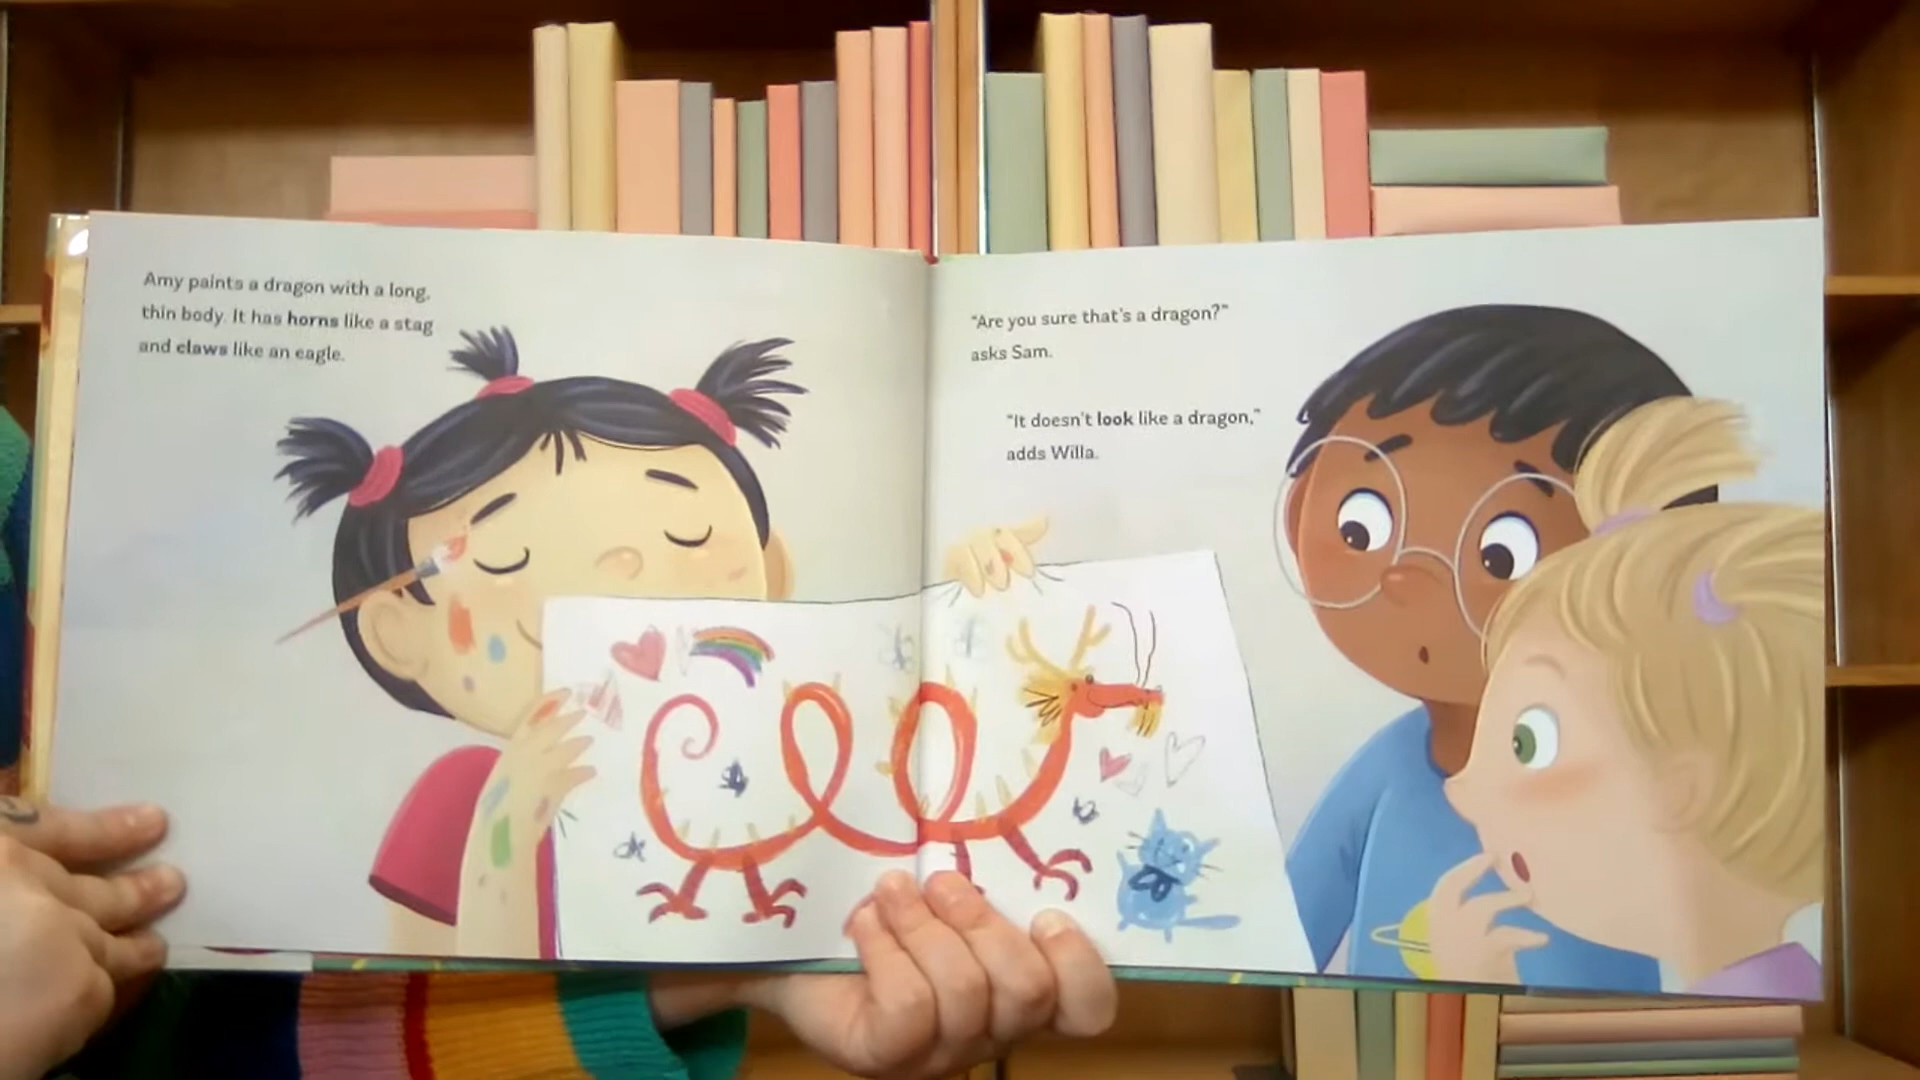 Amy paints a dragon with a long,
thin body. It has horns like a stag
and claws like an eagle.
“Are you sure that's a dragon?”
asks Sam.
“It doesn't look like a dragon,”
adds Willa.